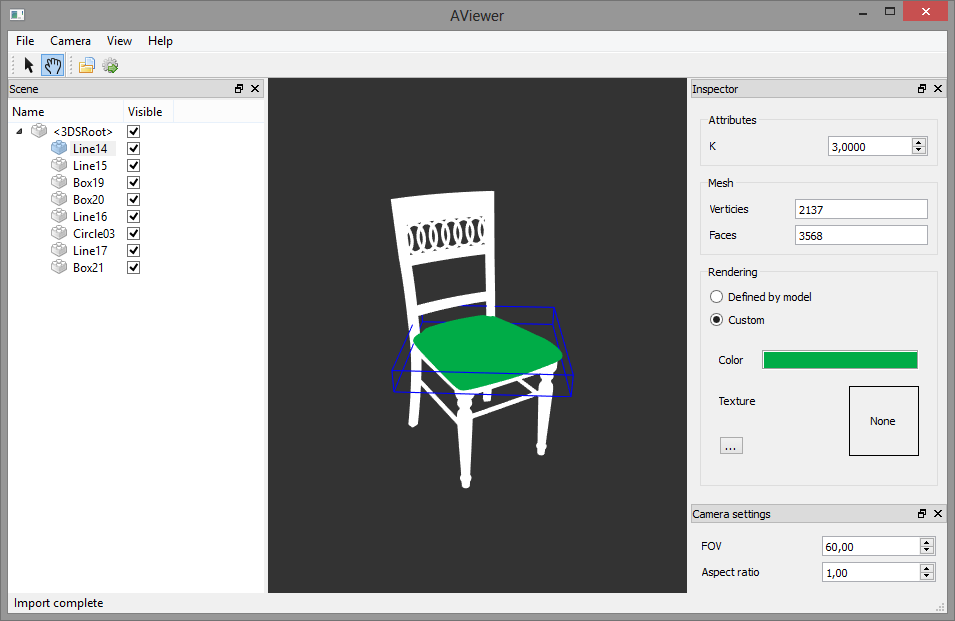 AViewer
File Camera View Help
Scene
Name Visible
<3DSRoot>
Line14
Line15
Box19
Box20
Line16
Circle03
Line17
Box21
Inspector
Attributes
K 3,0000
Mesh
Verticies 2137
Faces 3568
Rendering
Defined by model
Custom
Color
Texture
None
...
Camera settings
FOV 60,00
Aspect ratio 1,00
Import complete